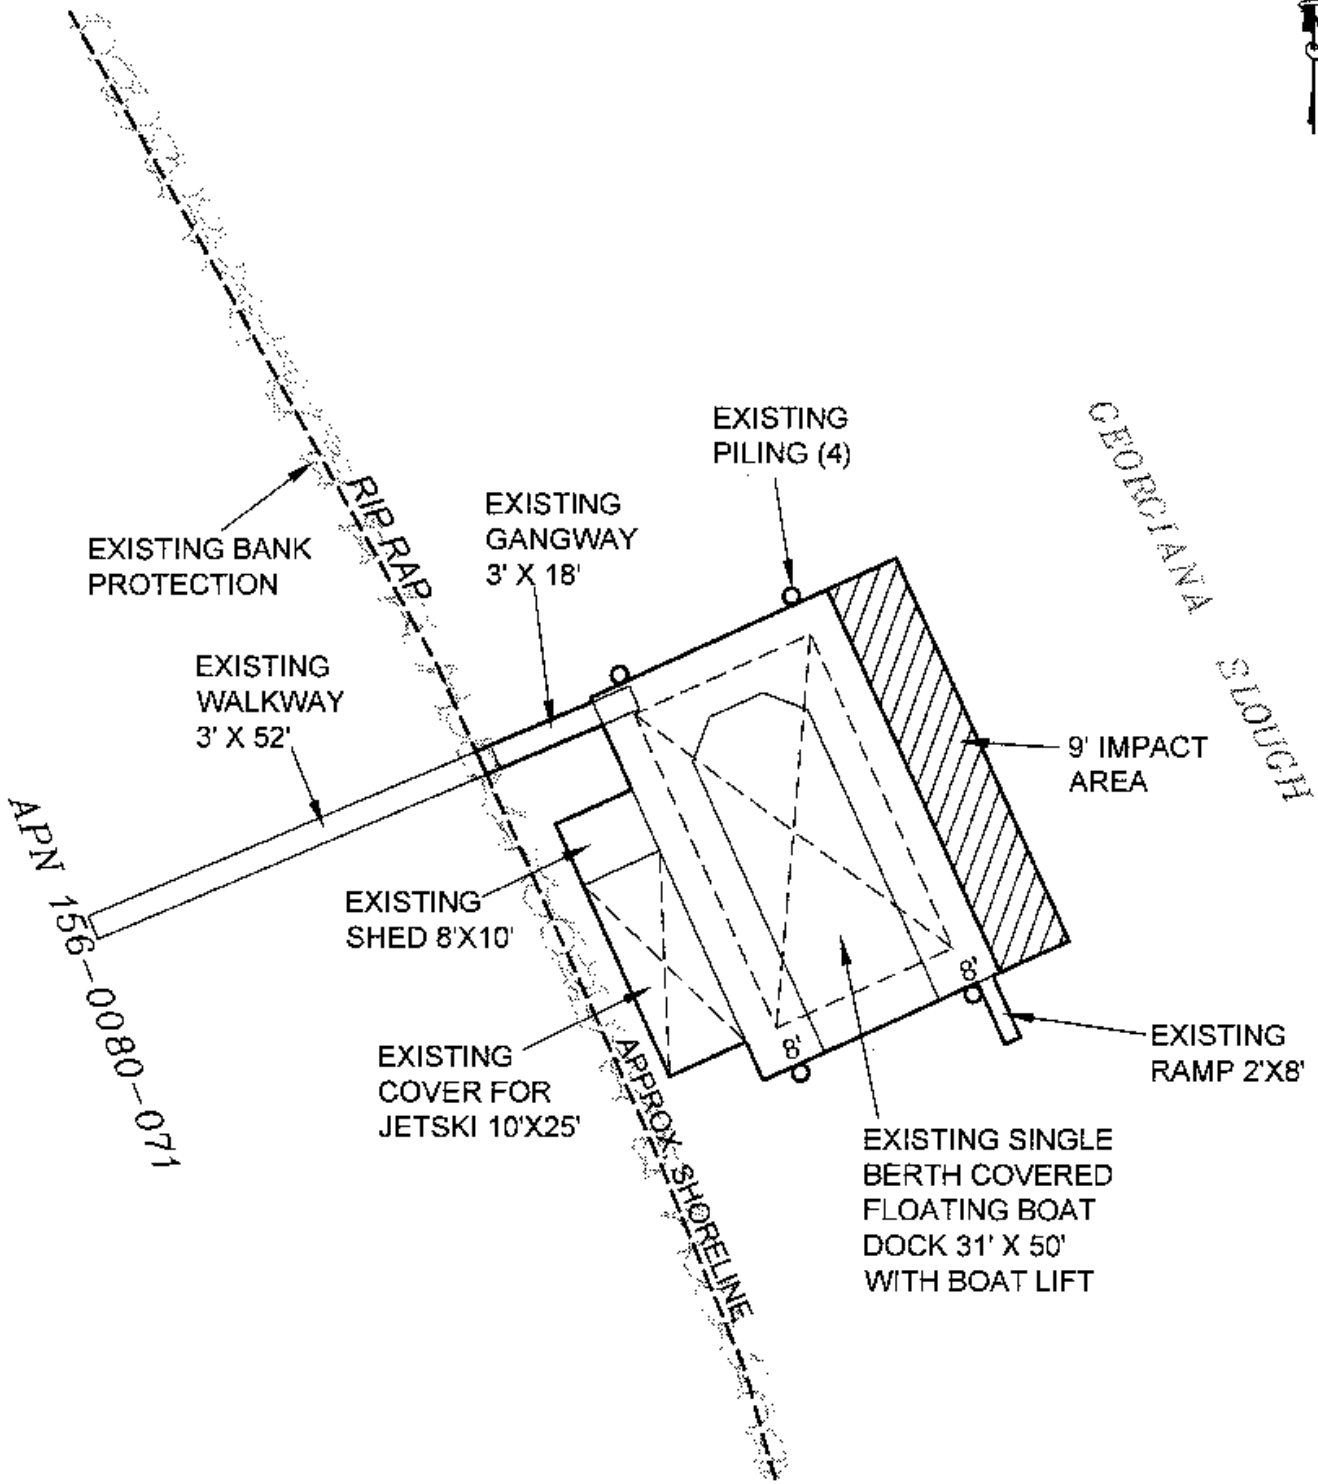 EXISTING
PILING (4)
GEORGIANA
SLOUGH
RIP-RAP
EXISTING
GANGWAY
3' X 18'
EXISTING BANK
PROTECTION
EXISTING
WALKWAY
3' X 52'
9' IMPACT
AREA
APN 156-0080-071
EXISTING
SHED 8'X10'
8'
8'
EXISTING
COVER FOR
JETSKI 10'X25'
EXISTING
RAMP 2'X8'
APPROX. SHORELINE
EXISTING SINGLE
BERTH COVERED
FLOATING BOAT
DOCK 31' X 50'
WITH BOAT LIFT